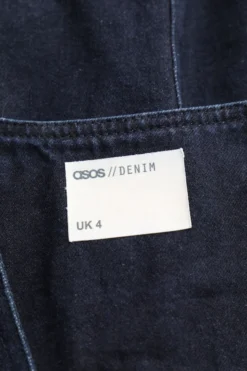 asos // DENIM
UK 4